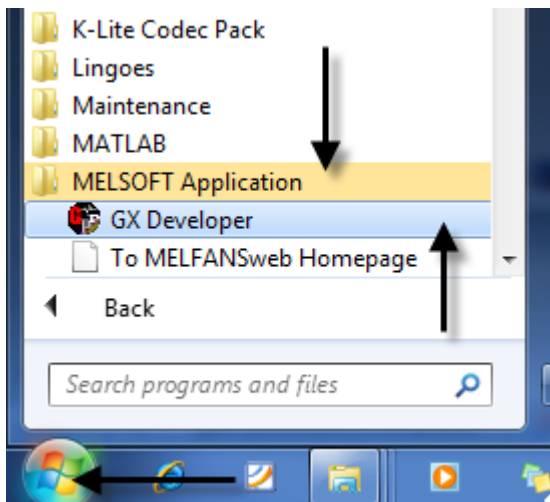 K-Lite Codec Pack
Lingoes
Maintenance
MATLAB
MELSOFT Application
GX Developer
To MELFANSweb Homepage
Back
Search programs and files